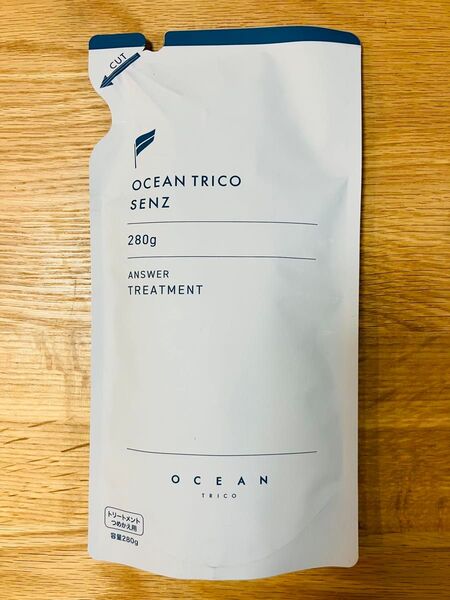 CUT
OCEAN TRICO
SENZ
280g
ANSWER
TREATMENT
OCEAN
TRICO
トリートメント
つめかえ用
容量280g